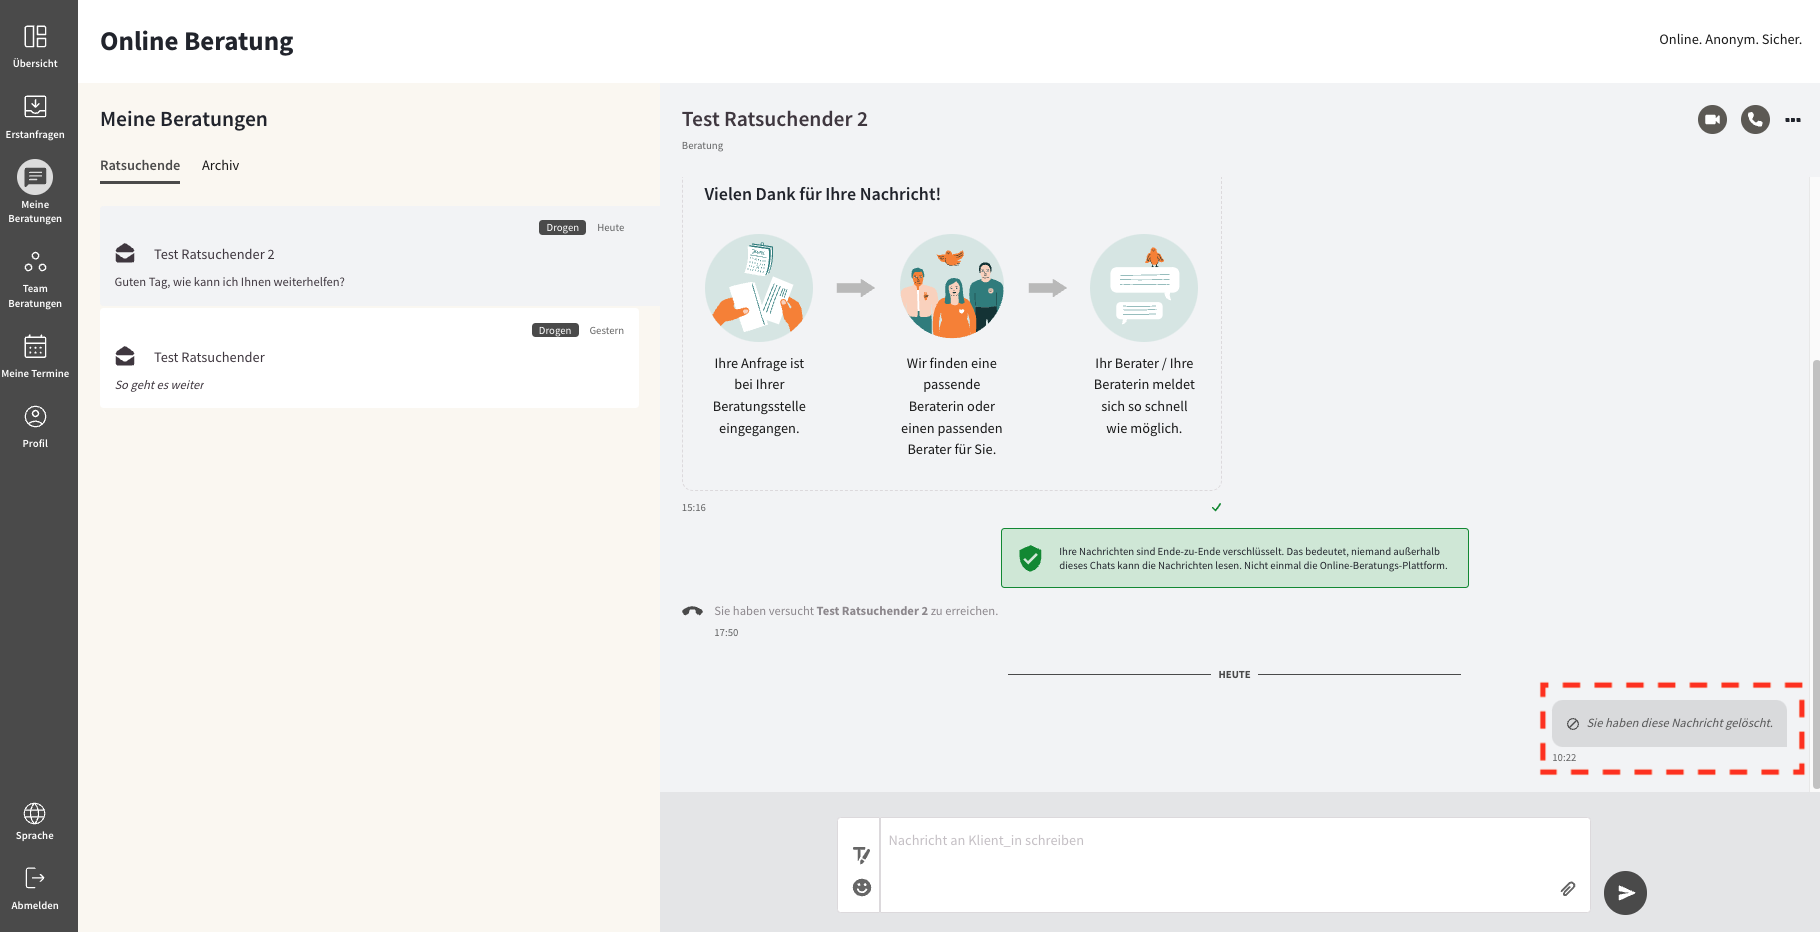 Übersicht
Erstanfragen
Meine
Beratungen
Team
Beratungen
Meine Termine
Profil
Sprache
Abmelden
Online Beratung
Online. Anonym. Sicher.
Meine Beratungen
Ratsuchende Archiv
Drogen Heute
Test Ratsuchender 2
Guten Tag, wie kann ich Ihnen weiterhelfen?
Drogen Gestern
Test Ratsuchender
So geht es weiter
Test Ratsuchender 2
Beratung
Vielen Dank für Ihre Nachricht!
Ihre Anfrage ist
bei Ihrer
Beratungsstelle
eingegangen.
Wir finden eine
passende
Beraterin oder
einen passenden
Berater für Sie.
Ihr Berater / Ihre
Beraterin meldet
sich so schnell
wie möglich.
15:16
Ihre Nachrichten sind Ende-zu-Ende verschlüsselt. Das bedeutet, niemand außerhalb
dieses Chats kann die Nachrichten lesen. Nicht einmal die Online-Beratungs-Plattform.
Sie haben versucht Test Ratsuchender 2 zu erreichen.
17:50
HEUTE
Sie haben diese Nachricht gelöscht.
10:22
Nachricht an Klient_in schreiben